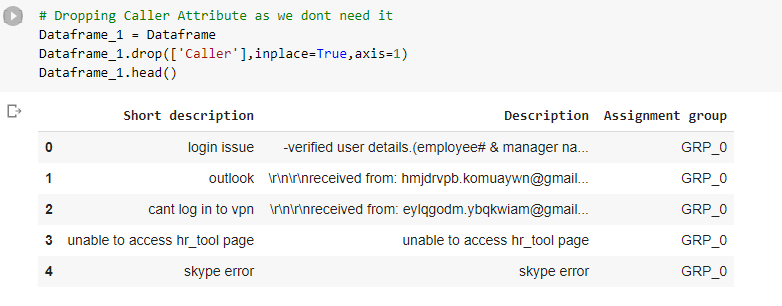 # Dropping Caller Attribute as we dont need it
Dataframe_1 = Dataframe
Dataframe_1.drop(['Caller'],inplace=True,axis=1)
Dataframe_1.head()
Short description Description Assignment group
0 login issue -verified user details.(employee# & manager na... GRP_0
1 outlook \r\n\r\nreceived from: hmjdrvpb.komuaywn@gmail... GRP_0
2 cant log in to vpn \r\n\r\nreceived from: eylqgodm.ybqkwiam@gmail... GRP_0
3 unable to access hr_tool page unable to access hr_tool page GRP_0
4 skype error skype error GRP_0